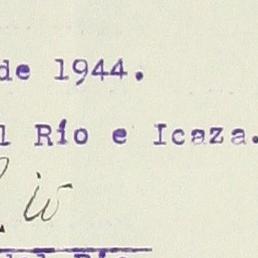 de 1944.
l Río e Icaza.